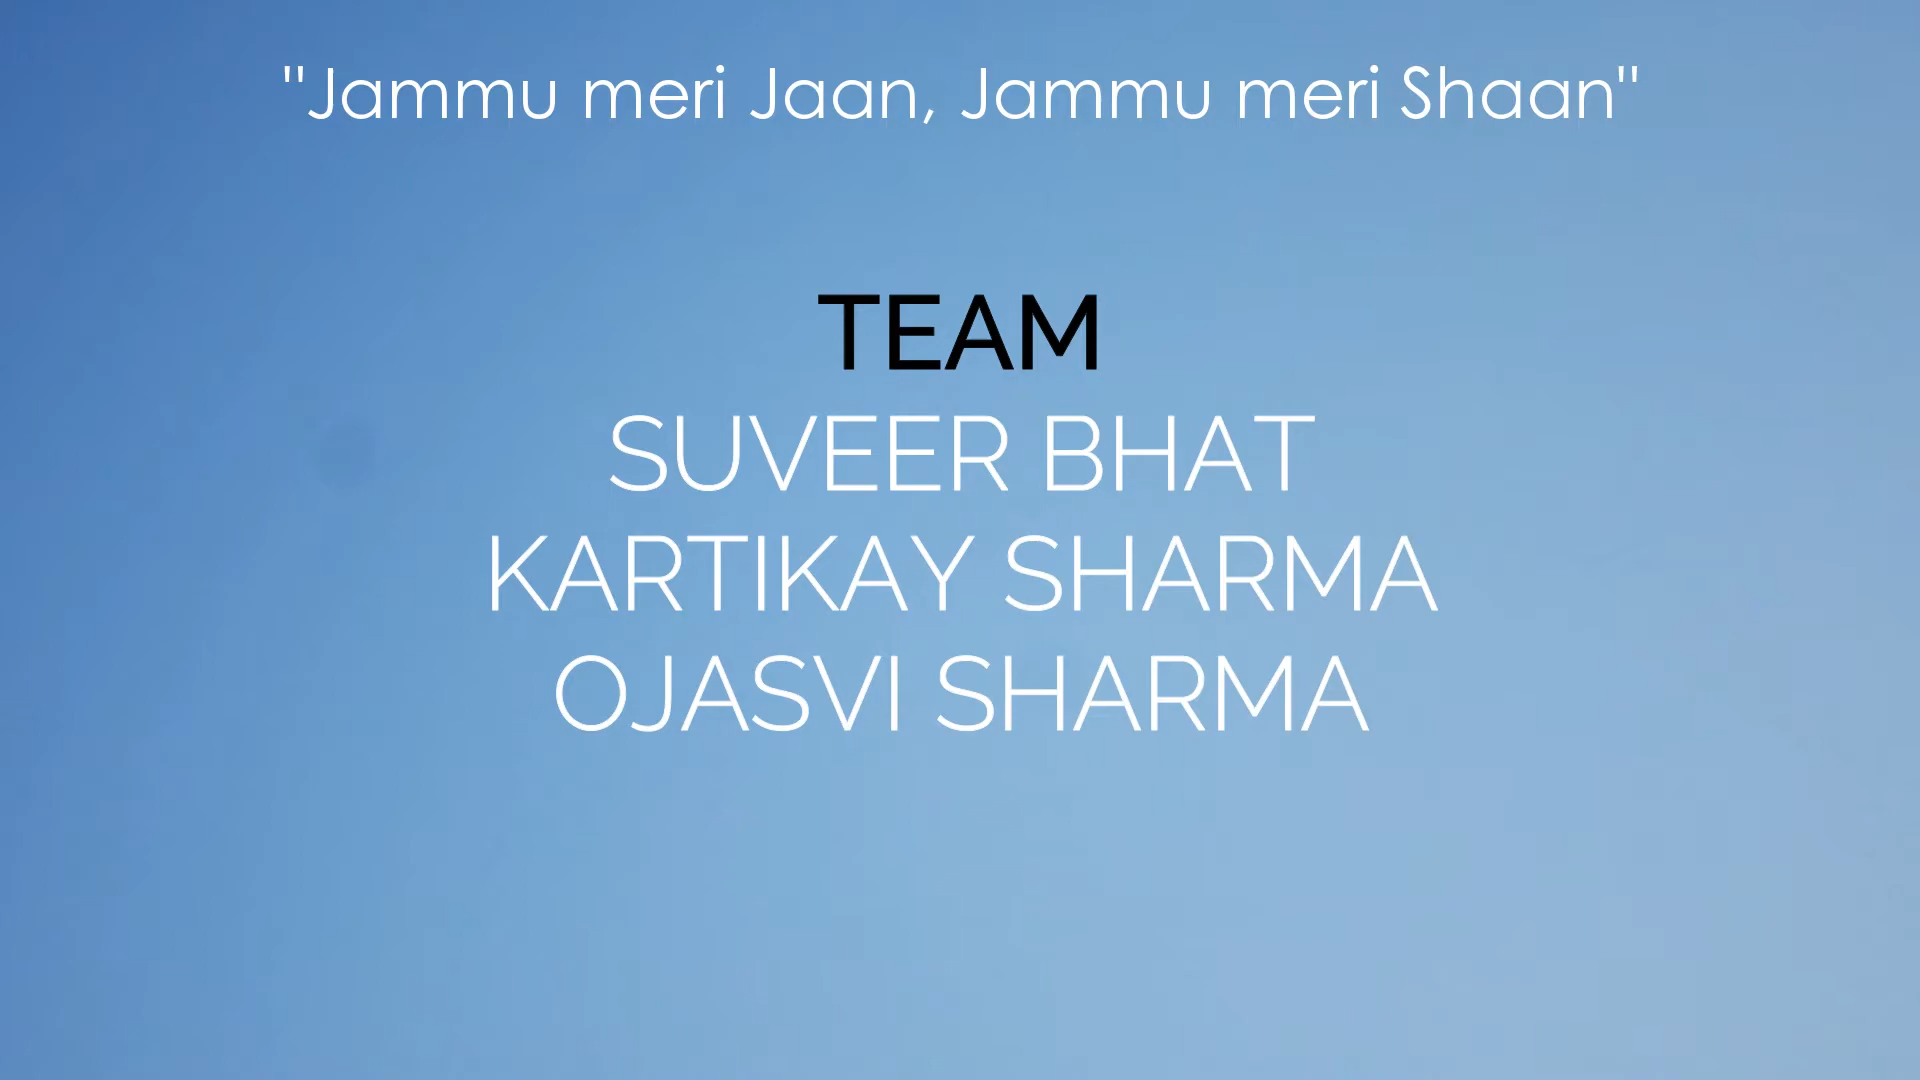 "Jammu meri Jaan, Jammu meri Shaan"
TEAM
SUVEER BHAT
KARTIKAY SHARMA
OJASVI SHARMA